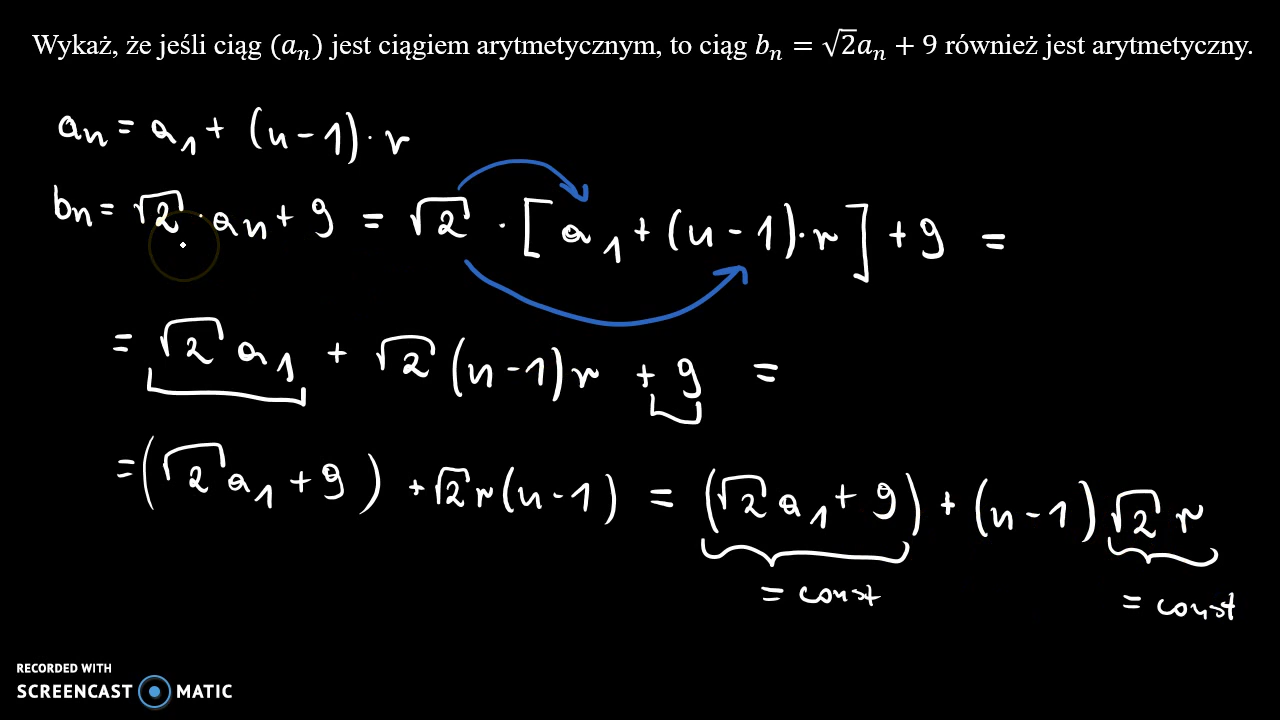 Wykaż, że jeśli ciąg (aₙ) jest ciągiem arytmetycznym, to ciąg bₙ = √2aₙ + 9 również jest arytmetyczny.
aₙ = a₁ + (n-1)·r
bₙ = √2·aₙ + 9 = √2 · [a₁ + (n-1)·r] + 9 =
= √2 a₁ + √2 (n-1)r + 9 =
= (√2 a₁ + 9) + √2 r(n-1) = (√2 a₁ + 9) + (n-1)√2 r
= const = const
RECORDED WITH
SCREENCAST MATIC